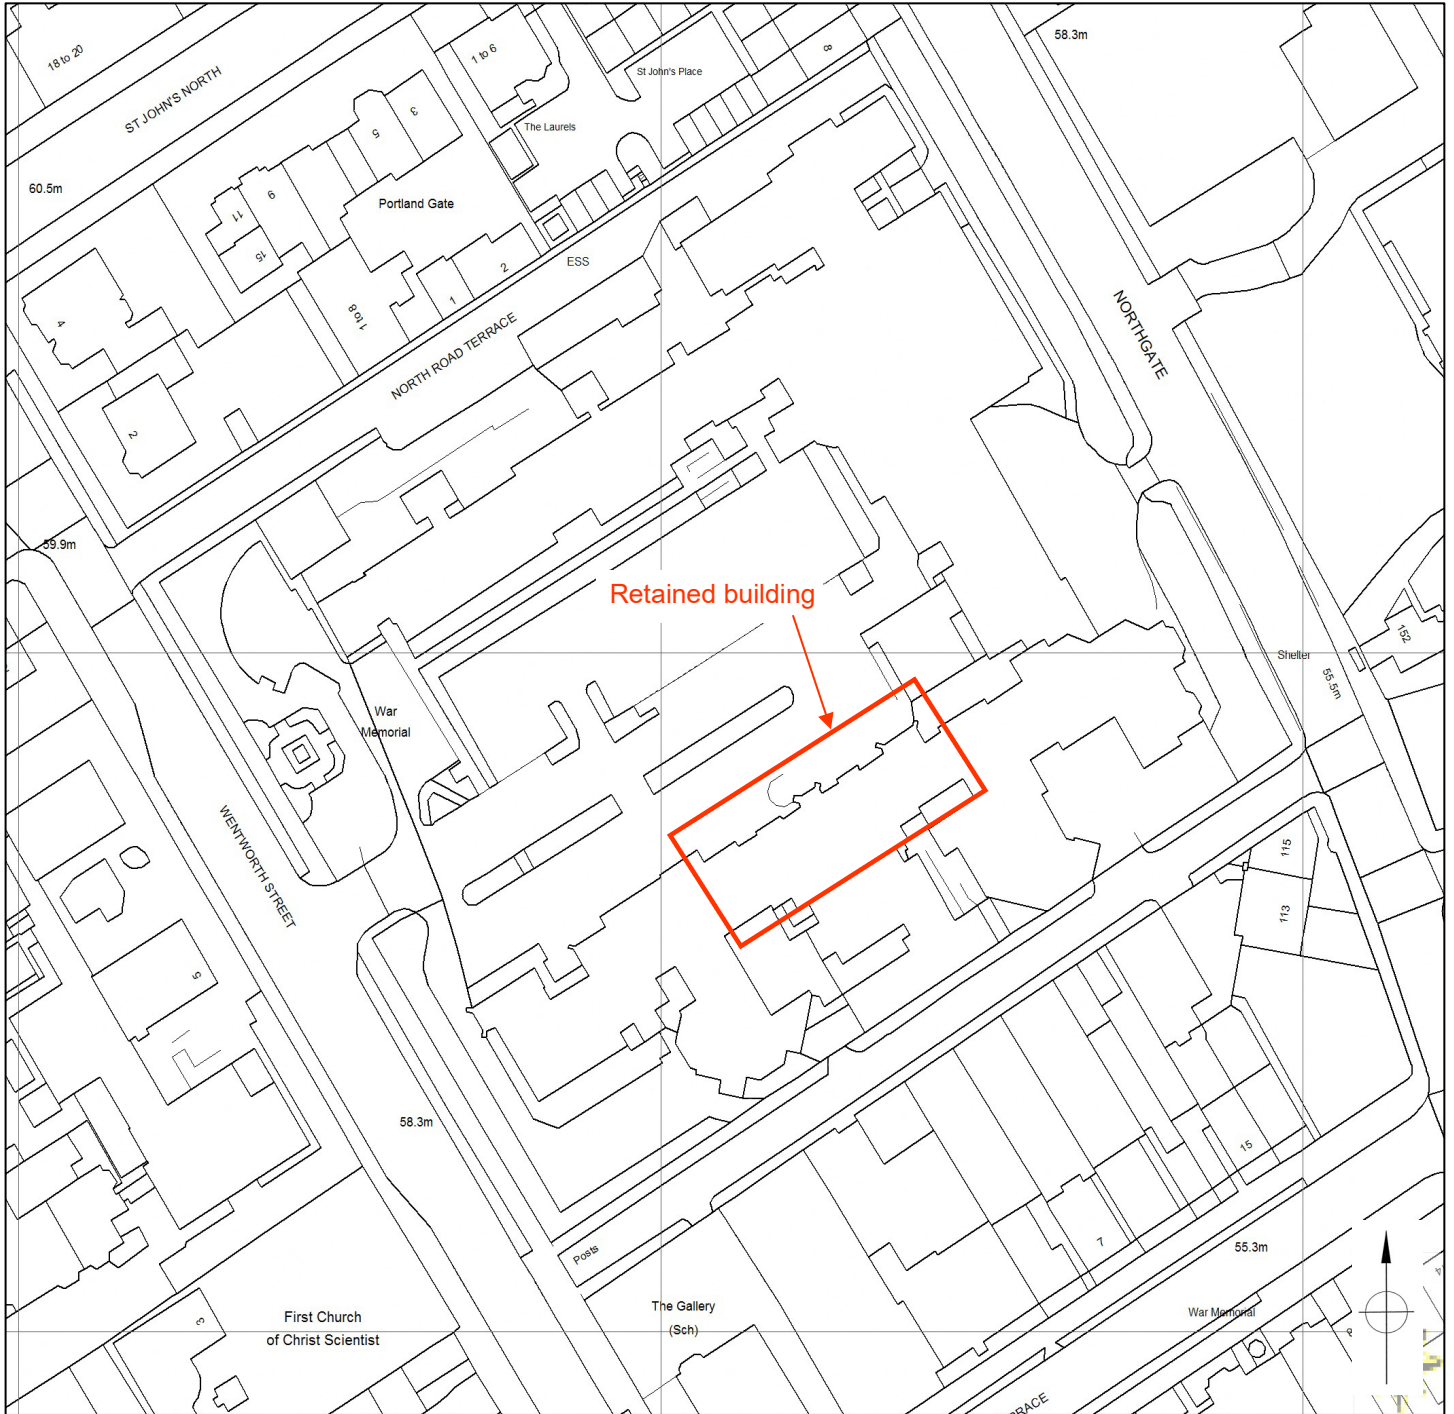 18 to 20
ST JOHN'S NORTH
1 to 6
St John's Place
8
58.3m
The Laurels
3
5
60.5m
9
11
15
Portland Gate
ESS
2
1
1 to 8
4
NORTH ROAD TERRACE
NORTHGATE
2
59.9m
Retained building
152
Shelter
55.5m
War
Memorial
WENTWORTH STREET
115
113
5
58.3m
15
7
55.3m
Posts
The Gallery
(Sch)
War Memorial
First Church
of Christ Scientist
3
RRACE